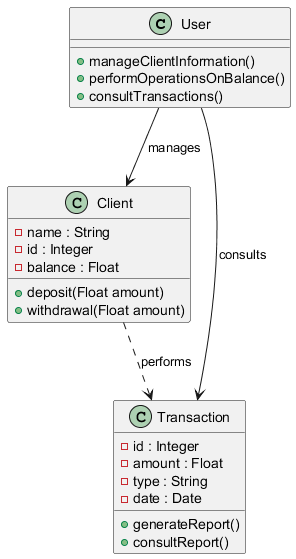 C User
manageClientInformation()
performOperationsOnBalance()
consultTransactions()
manages
C Client
name : String
id : Integer
balance : Float
deposit(Float amount)
withdrawal(Float amount)
consults
performs
C Transaction
id : Integer
amount : Float
type : String
date : Date
generateReport()
consultReport()